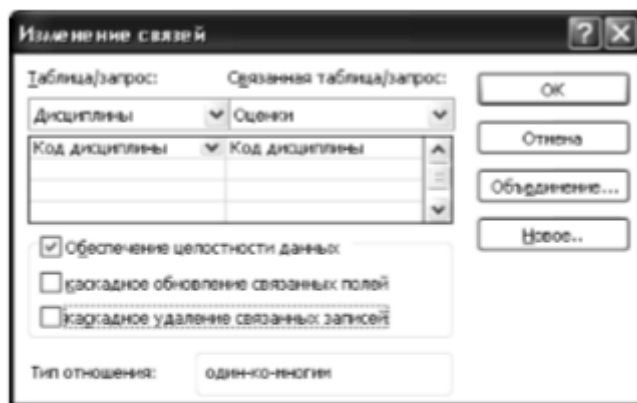 Изменение связей
Таблица/запрос: Связанная таблица/запрос:
Дисциплины Оценки
Код дисциплины Код дисциплины
Обеспечение целостности данных
каскадное обновление связанных полей
каскадное удаление связанных записей
Тип отношения: один-ко-многим
ОК
Отмена
Объединение...
Новое..